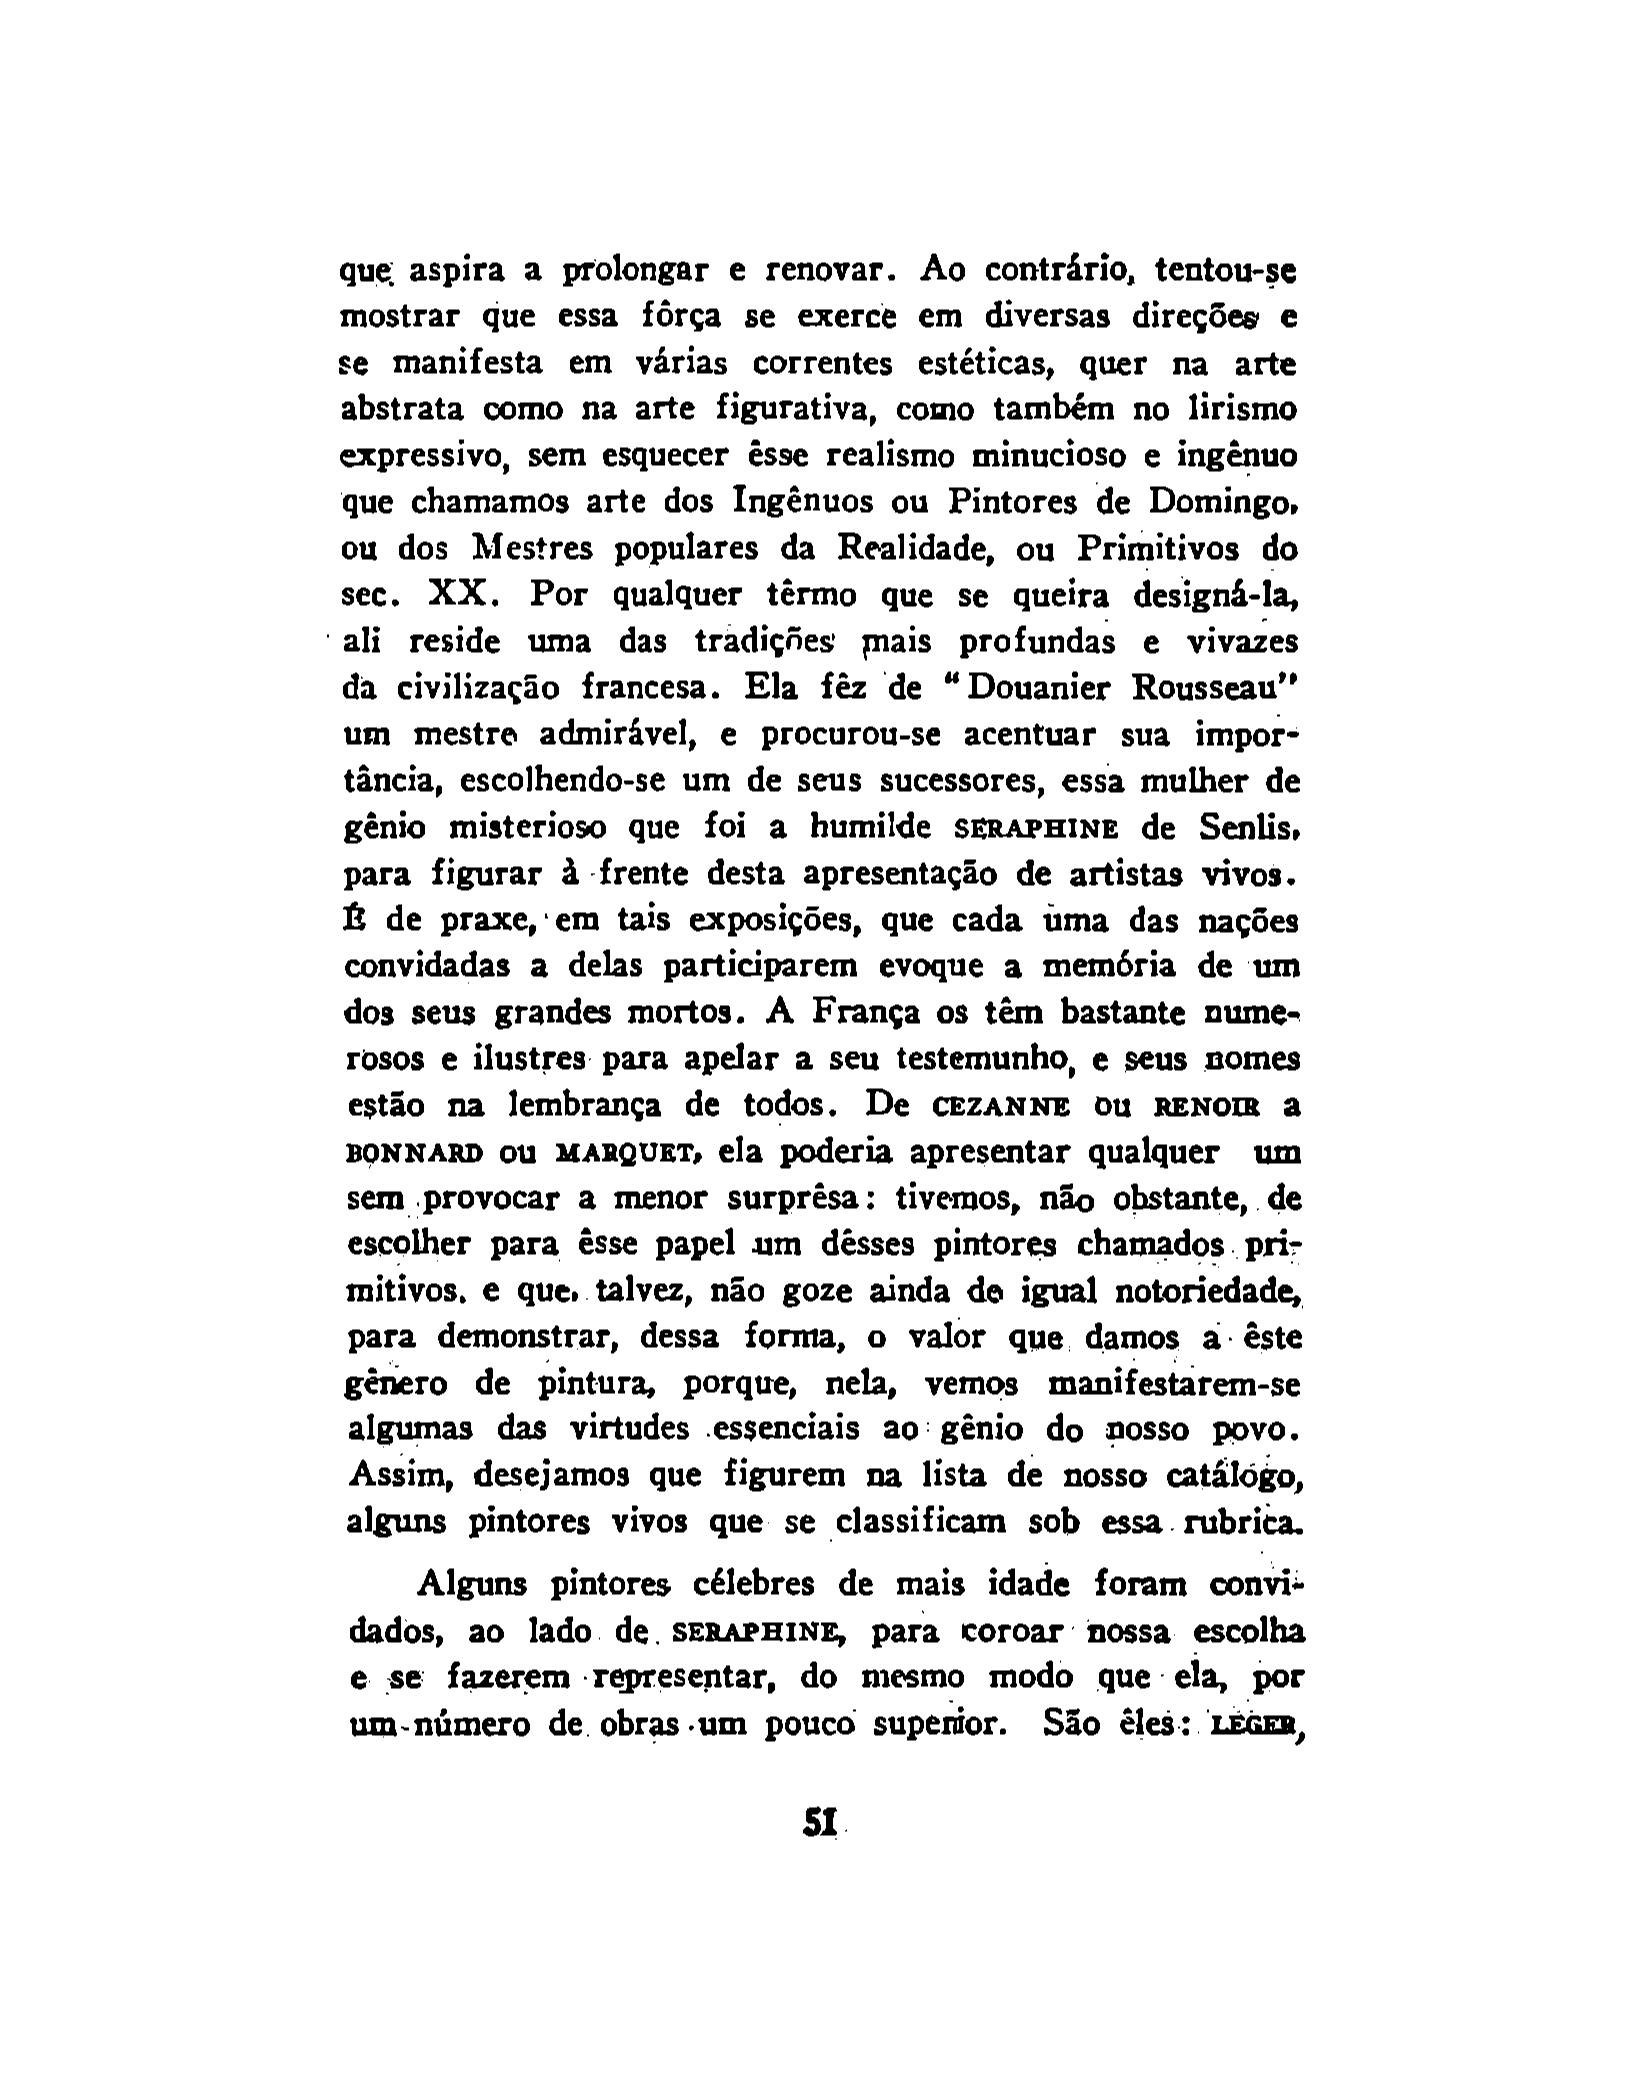 que aspira a prolongar e renovar. Ao contrário, tentou-se
mostrar que essa fôrça se exerce em diversas direções e
se manifesta em várias correntes estéticas, quer na arte
abstrata como na arte figurativa, como também no lirismo
expressivo, sem esquecer êsse realismo minucioso e ingênuo
que chamamos arte dos Ingênuos ou Pintores de Domingo,
ou dos Mestres populares da Realidade, ou Primitivos do
sec. XX. Por qualquer têrmo que se queira designá-la,
ali reside uma das tradições mais profundas e vivazes
da civilização francesa. Ela fêz de "Douanier Rousseau"
um mestre admirável, e procurou-se acentuar sua impor-
tância, escolhendo-se um de seus sucessores, essa mulher de
gênio misterioso que foi a humilde SERAPHINE de Senlis,
para figurar à frente desta apresentação de artistas vivos.
É de praxe, em tais exposições, que cada uma das nações
convidadas a delas participarem evoque a memória de um
dos seus grandes mortos. A França os têm bastante nume-
rosos e ilustres para apelar a seu testemunho, e seus nomes
estão na lembrança de todos. De CEZANNE ou RENOIR a
BONNARD ou MARQUET, ela poderia apresentar qualquer um
sem provocar a menor surprêsa: tivemos, não obstante, de
escolher para êsse papel um dêsses pintores chamados pri-
mitivos. e que, talvez, não goze ainda de igual notoriedade,
para demonstrar, dessa forma, o valor que damos a êste
gênero de pintura, porque, nela, vemos manifestarem-se
algumas das virtudes essenciais ao gênio do nosso povo.
Assim, desejamos que figurem na lista de nosso catálogo,
alguns pintores vivos que se classificam sob essa rubrica.
Alguns pintores célebres de mais idade foram convi-
dados, ao lado de SERAPHINE, para coroar nossa escolha
e se fazerem representar, do mesmo modo que ela, por
um número de obras um pouco superior. São êles: LÉGER,
51